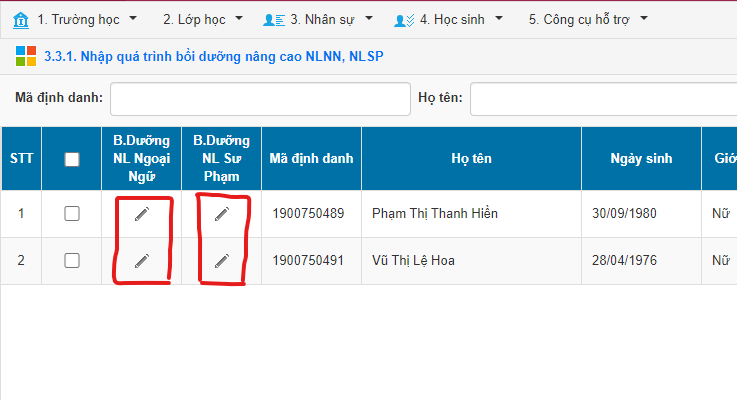 1. Trường học 2. Lớp học 3. Nhân sự 4. Học sinh 5. Công cụ hỗ trợ
3.3.1. Nhập quá trình bồi dưỡng nâng cao NLNN, NLSP
Mã định danh: Họ tên:
STT B.Dưỡng NL Ngoại Ngữ B.Dưỡng NL Sư Phạm Mã định danh Họ tên Ngày sinh Giớ
1 1900750489 Phạm Thị Thanh Hiền 30/09/1980 Nữ
2 1900750491 Vũ Thị Lệ Hoa 28/04/1976 Nữ